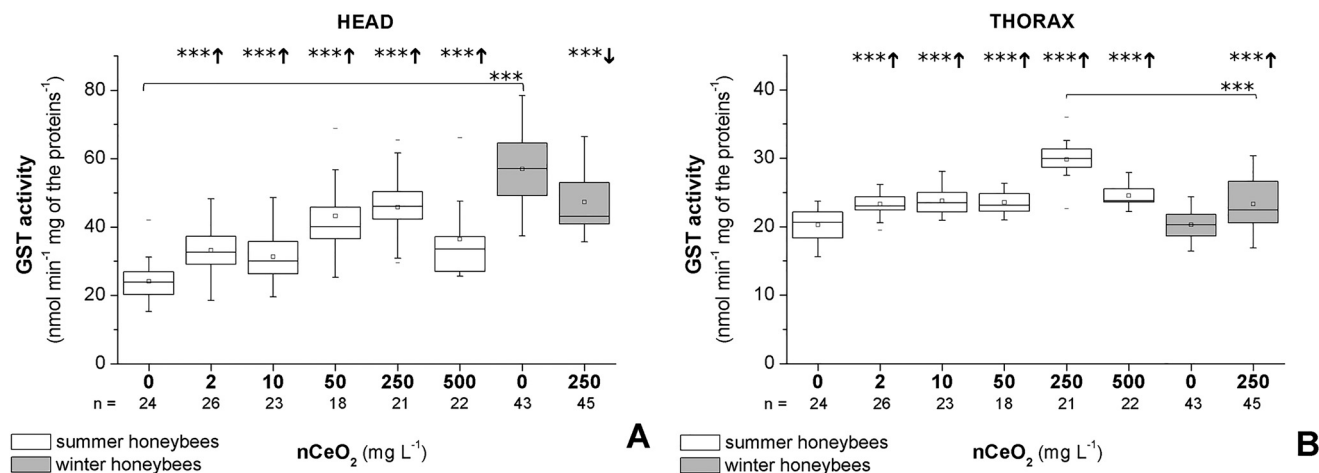 HEAD
***↑ ***↑ ***↑ ***↑ ***↑ ***↓
***
80
60
40
20
0
GST activity
(nmol min⁻¹ mg of the proteins⁻¹)
0 2 10 50 250 500 0 250
n = 24 26 23 18 21 22 43 45
summer honeybees
winter honeybees
nCeO₂ (mg L⁻¹)
A
THORAX
***↑ ***↑ ***↑ ***↑ ***↑ ***↑
***
40
30
20
10
0
GST activity
(nmol min⁻¹ mg of the proteins⁻¹)
0 2 10 50 250 500 0 250
n = 24 26 23 18 21 22 43 45
summer honeybees
winter honeybees
nCeO₂ (mg L⁻¹)
B